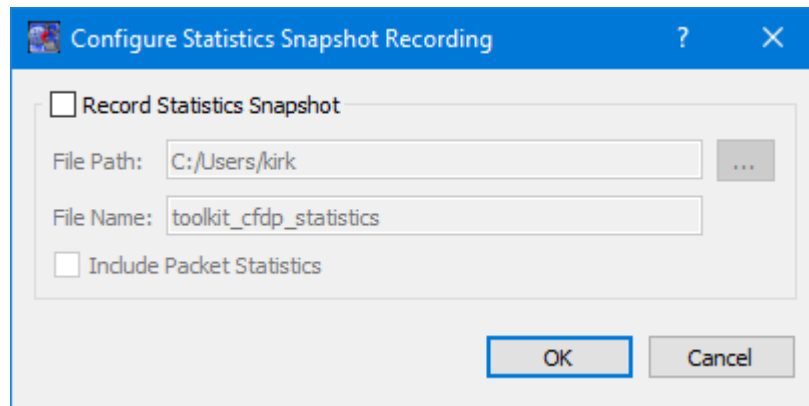 Configure Statistics Snapshot Recording ?
Record Statistics Snapshot
File Path: C:/Users/kirk ...
File Name: toolkit_cfdp_statistics
Include Packet Statistics
OK Cancel